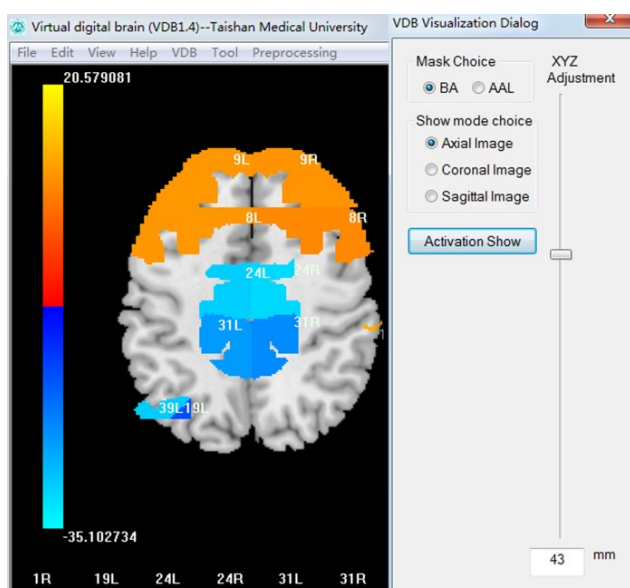 Virtual digital brain (VDB1.4)--Taishan Medical University
File Edit View Help VDB Tool Preprocessing
20.579081
9L 9R
8L 8R
24L 24R
31L 31R
1
39L19L
-35.102734
1R 19L 24L 24R 31L 31R
VDB Visualization Dialog
x
Mask Choice
BA AAL
XYZ
Adjustment
Show mode choice
Axial Image
Coronal Image
Sagittal Image
Activation Show
43 mm